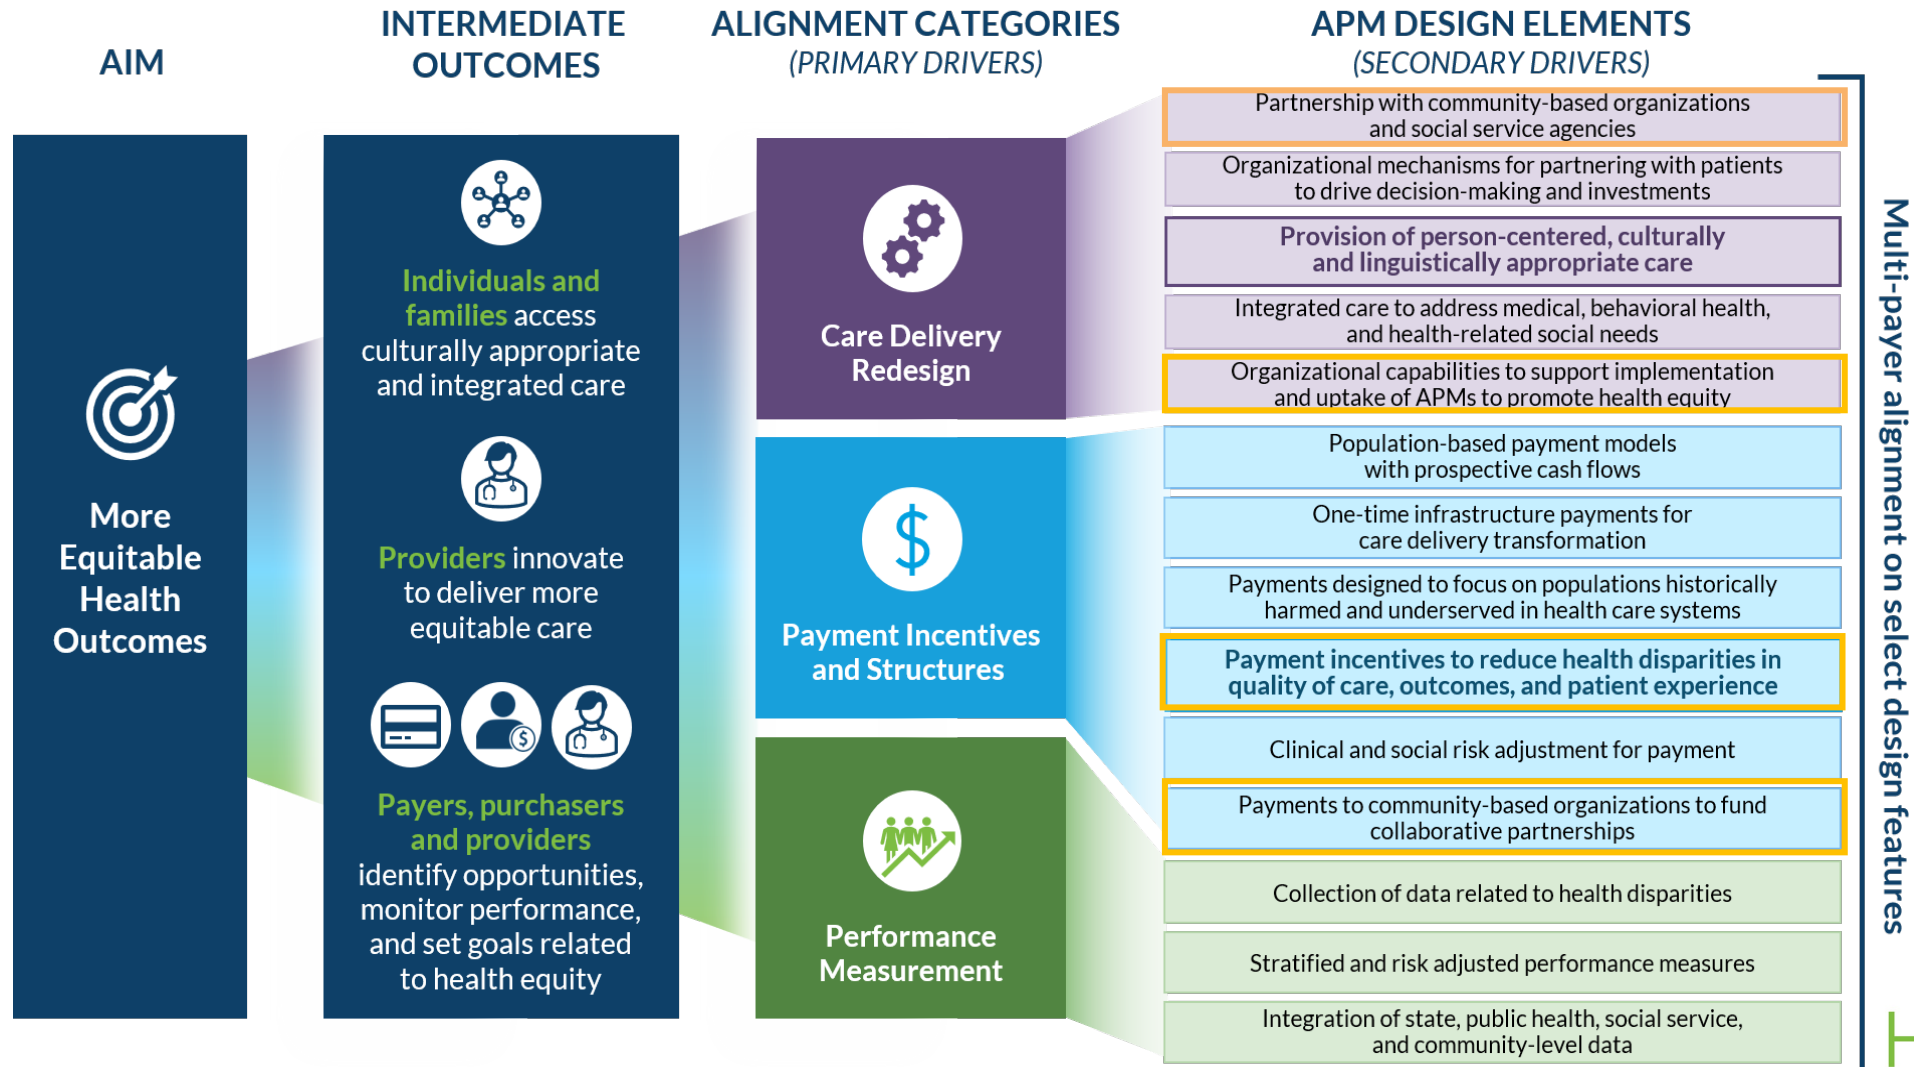 AIM
INTERMEDIATE
OUTCOMES
ALIGNMENT CATEGORIES
(PRIMARY DRIVERS)
APM DESIGN ELEMENTS
(SECONDARY DRIVERS)
More
Equitable
Health
Outcomes
Individuals and
families access
culturally appropriate
and integrated care
Providers innovate
to deliver more
equitable care
Payers, purchasers
and providers
identify opportunities,
monitor performance,
and set goals related
to health equity
Care Delivery
Redesign
Payment Incentives
and Structures
Performance
Measurement
Partnership with community-based organizations
and social service agencies
Organizational mechanisms for partnering with patients
to drive decision-making and investments
Provision of person-centered, culturally
and linguistically appropriate care
Integrated care to address medical, behavioral health,
and health-related social needs
Organizational capabilities to support implementation
and uptake of APMs to promote health equity
Population-based payment models
with prospective cash flows
One-time infrastructure payments for
care delivery transformation
Payments designed to focus on populations historically
harmed and underserved in health care systems
Payment incentives to reduce health disparities in
quality of care, outcomes, and patient experience
Clinical and social risk adjustment for payment
Payments to community-based organizations to fund
collaborative partnerships
Collection of data related to health disparities
Stratified and risk adjusted performance measures
Integration of state, public health, social service,
and community-level data
Multi-payer alignment on select design features